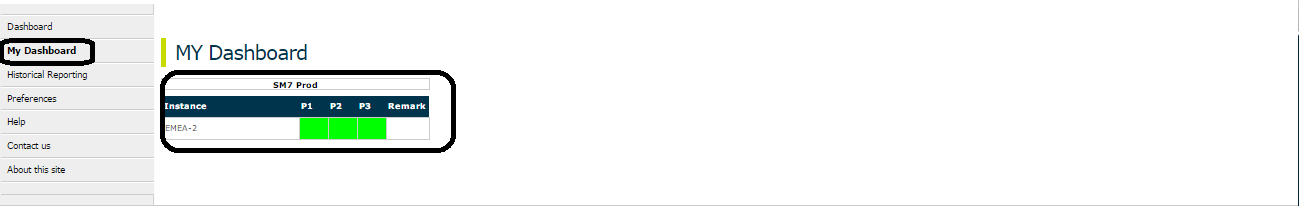 Dashboard
My Dashboard
Historical Reporting
Preferences
Help
Contact us
About this site
MY Dashboard
SM7 Prod
Instance P1 P2 P3 Remark
EMEA-2